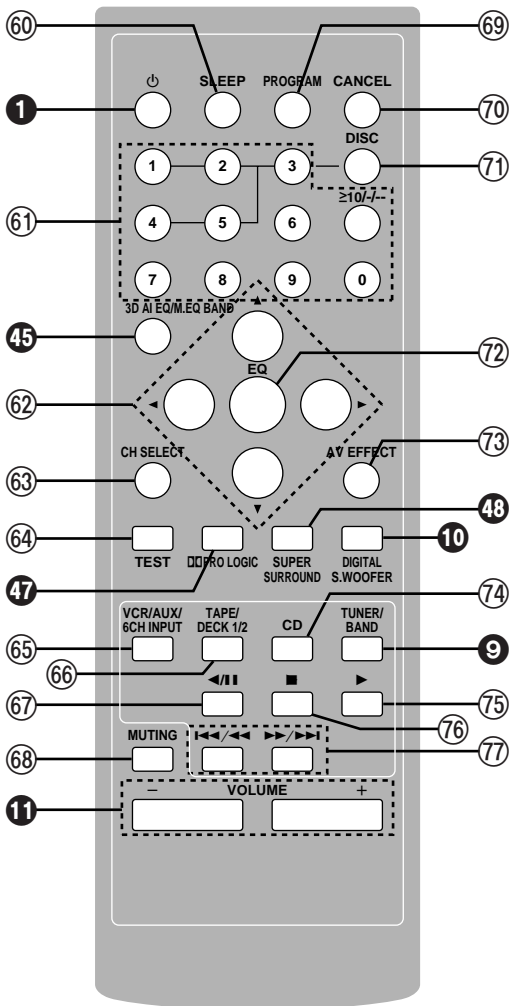 60 69
⏻ SLEEP PROGRAM CANCEL
1 70
DISC
1 2 3 71
≥10/-/--
61 4 5 6
7 8 9 0
3D AI EQ/M.EQ BAND ▲
45
EQ 72
62 ◄ ►
CH SELECT AV EFFECT 73
63
▼
48
64 10
TEST ▯▯PRO LOGIC SUPER SURROUND DIGITAL S.WOOFER
47
74
VCR/AUX/ 6CH INPUT TAPE/ DECK 1/2 CD TUNER/ BAND
65 9
66 ◄/❚❚ ■ ►
67 75
76
MUTING I◄◄/◄◄ ►►/►►I 77
68
− VOLUME +
11